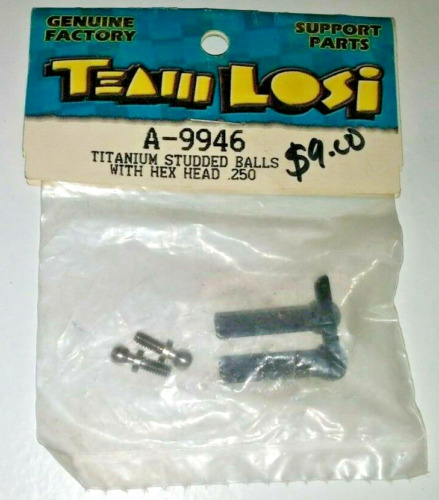 GENUINE FACTORY
SUPPORT PARTS
TEAM LOSI
A-9946
TITANIUM STUDDED BALLS
WITH HEX HEAD .250
$9.00